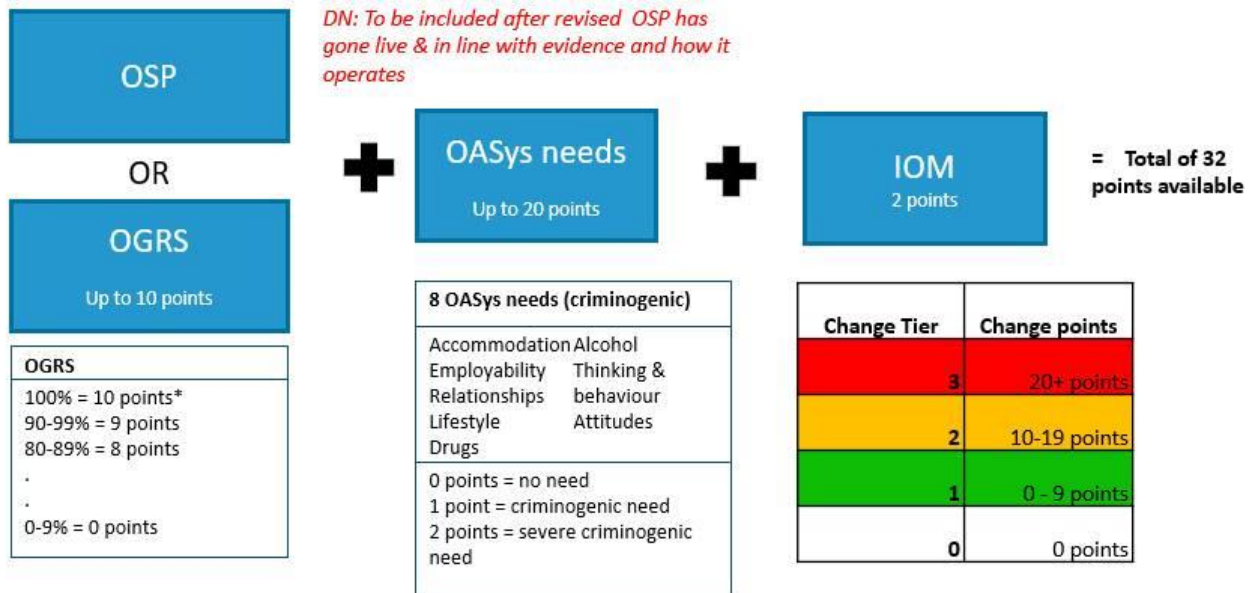 OSP
OR
OGRS
Up to 10 points
DN: To be included after revised OSP has
gone live & in line with evidence and how it
operates
OASys needs
Up to 20 points
IOM
2 points
= Total of 32
points available
OGRS
100% = 10 points*
90-99% = 9 points
80-89% = 8 points
.
.
0-9% = 0 points
8 OASys needs (criminogenic)
Accommodation Alcohol
Employability Thinking &
Relationships behaviour
Lifestyle Attitudes
Drugs
0 points = no need
1 point = criminogenic need
2 points = severe criminogenic
need
Change Tier Change points
3 20+ points
2 10-19 points
1 0 - 9 points
0 0 points